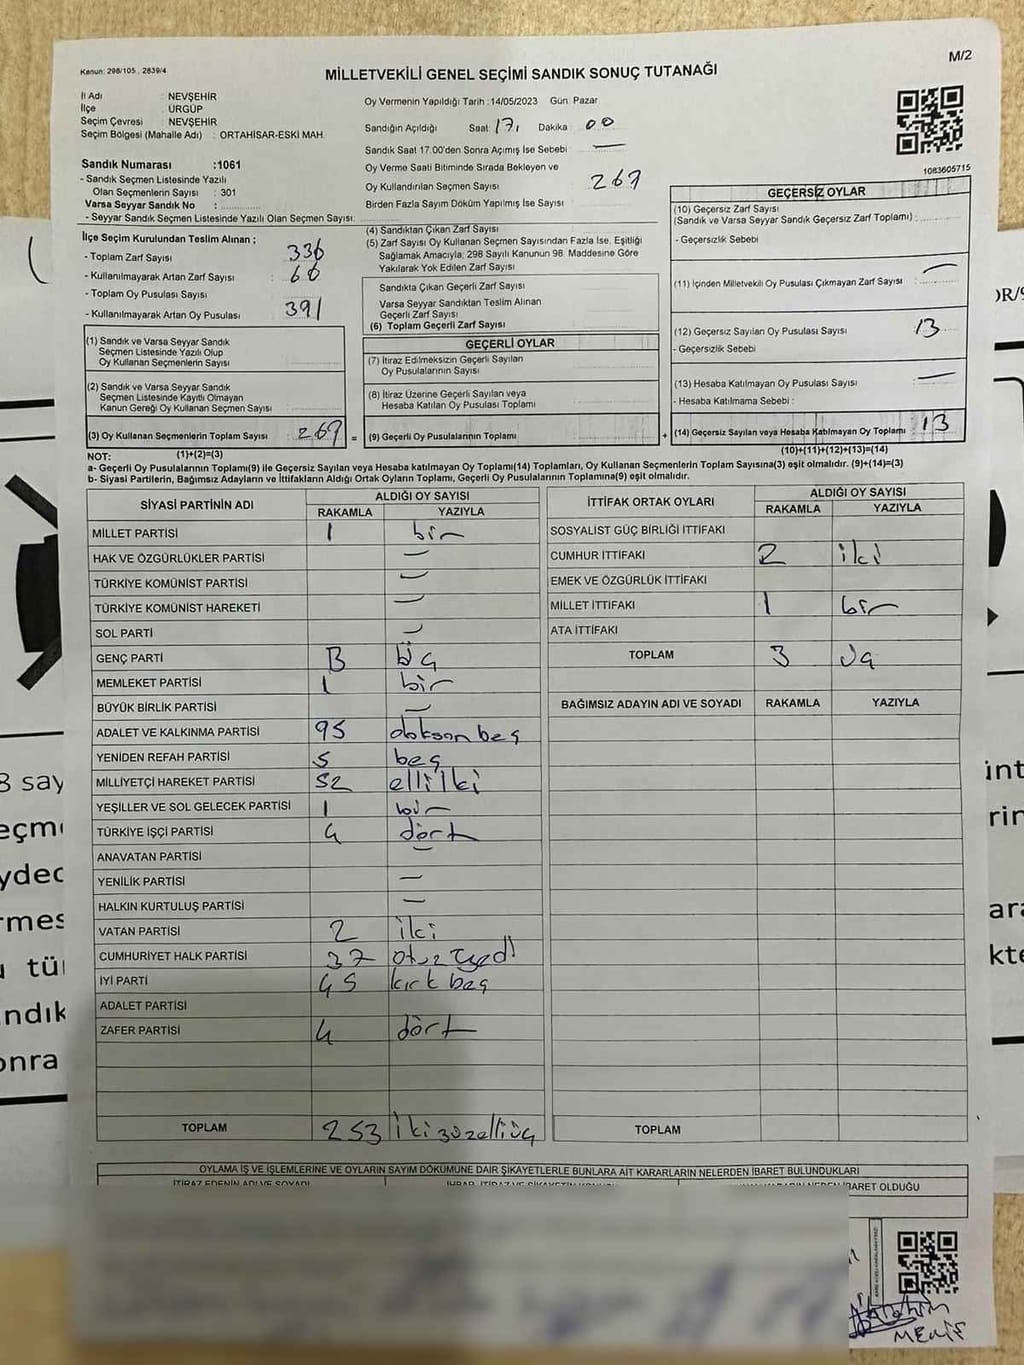 M/2
Kanun: 298/105 , 2839/4
MİLLETVEKİLİ GENEL SEÇİMİ SANDIK SONUÇ TUTANAĞI
İl Adı : NEVŞEHİR
İlçe : ÜRGÜP
Seçim Çevresi : NEVŞEHİR
Seçim Bölgesi (Mahalle Adı) : ORTAHİSAR-ESKİ MAH.
Sandık Numarası :1061
- Sandık Seçmen Listesinde Yazılı
Olan Seçmenlerin Sayısı : 301
Varsa Seyyar Sandık No :
- Seyyar Sandık Seçmen Listesinde Yazılı Olan Seçmen Sayısı:
Oy Vermenin Yapıldığı Tarih :14/05/2023 Gün: Pazar
Sandığın Açıldığı Saat: 17, Dakika : 00
Sandık Saat 17:00'den Sonra Açımış İse Sebebi : —
Oy Verme Saati Bitiminde Sırada Bekleyen ve
Oy Kullandırılan Seçmen Sayısı : 269
Birden Fazla Sayım Döküm Yapılmış İse Sayısı :
1083605715
İlçe Seçim Kurulundan Teslim Alınan ;
- Toplam Zarf Sayısı : 336
- Kullanılmayarak Artan Zarf Sayısı :
- Toplam Oy Pusulası Sayısı :
- Kullanılmayarak Artan Oy Pusulası : 391
(1) Sandık ve Varsa Seyyar Sandık
Seçmen Listesinde Yazılı Olup
Oy Kullanan Seçmenlerin Sayısı :
(2) Sandık ve Varsa Seyyar Sandık
Seçmen Listesinde Kayıtlı Olmayan
Kanun Gereği Oy Kullanan Seçmen Sayısı :
(3) Oy Kullanan Seçmenlerin Toplam Sayısı : 269 =
(1)+(2)=(3)
(4) Sandıktan Çıkan Zarf Sayısı
(5) Zarf Sayısı Oy Kullanan Seçmen Sayısından Fazla İse, Eşitliği
Sağlamak Amacıyla; 298 Sayılı Kanunun 98. Maddesine Göre
Yakılarak Yok Edilen Zarf Sayısı :
Sandıkta Çıkan Geçerli Zarf Sayısı :
Varsa Seyyar Sandıktan Teslim Alınan
Geçerli Zarf Sayısı :
(6) Toplam Geçerli Zarf Sayısı :
GEÇERLİ OYLAR
(7) İtiraz Edilmeksizin Geçerli Sayılan
Oy Pusulalarının Sayısı :
(8) İtiraz Üzerine Geçerli Sayılan veya
Hesaba Katılan Oy Pusulası Toplamı :
(9) Geçerli Oy Pusulalarının Toplamı : +
GEÇERSİZ OYLAR
(10) Geçersiz Zarf Sayısı
(Sandık ve Varsa Seyyar Sandık Geçersiz Zarf Toplamı) :
- Geçersizlik Sebebi
(11) İçinden Milletvekili Oy Pusulası Çıkmayan Zarf Sayısı : —
(12) Geçersiz Sayılan Oy Pusulası Sayısı : 13
- Geçersizlik Sebebi
(13) Hesaba Katılmayan Oy Pusulası Sayısı : —
- Hesaba Katılmama Sebebi :
(14) Geçersiz Sayılan veya Hesaba Katılmayan Oy Toplamı : 13
(10)+(11)+(12)+(13)=(14)
NOT:
a- Geçerli Oy Pusulalarının Toplamı(9) ile Geçersiz Sayılan veya Hesaba katılmayan Oy Toplamı(14) Toplamları, Oy Kullanan Seçmenlerin Toplam Sayısına(3) eşit olmalıdır. (9)+(14)=(3)
b- Siyasi Partilerin, Bağımsız Adayların ve İttifakların Aldığı Ortak Oyların Toplamı, Geçerli Oy Pusulalarının Toplamına(9) eşit olmalıdır.
SİYASİ PARTİNİN ADI ALDIĞI OY SAYISI
RAKAMLA YAZIYLA
MİLLET PARTİSİ 1 bir
HAK VE ÖZGÜRLÜKLER PARTİSİ —
TÜRKİYE KOMÜNİST PARTİSİ —
TÜRKİYE KOMÜNİST HAREKETİ —
SOL PARTİ —
GENÇ PARTİ 3 üç
MEMLEKET PARTİSİ 1 bir
BÜYÜK BİRLİK PARTİSİ —
ADALET VE KALKINMA PARTİSİ 95 doksan beş
YENİDEN REFAH PARTİSİ 5 beş
MİLLİYETÇİ HAREKET PARTİSİ 52 elliiki
YEŞİLLER VE SOL GELECEK PARTİSİ 1 bir
TÜRKİYE İŞÇİ PARTİSİ 4 dört
ANAVATAN PARTİSİ —
YENİLİK PARTİSİ —
HALKIN KURTULUŞ PARTİSİ —
VATAN PARTİSİ 2 iki
CUMHURİYET HALK PARTİSİ 37 otuz yedi
İYİ PARTİ 45 kırk beş
ADALET PARTİSİ
ZAFER PARTİSİ 4 dört
TOPLAM 253 iki yüz elli üç
İTTİFAK ORTAK OYLARI ALDIĞI OY SAYISI
RAKAMLA YAZIYLA
SOSYALİST GÜÇ BİRLİĞİ İTTİFAKI
CUMHUR İTTİFAKI 2 iki
EMEK VE ÖZGÜRLÜK İTTİFAKI
MİLLET İTTİFAKI 1 bir
ATA İTTİFAKI
TOPLAM 3 üç
BAĞIMSIZ ADAYIN ADI VE SOYADI RAKAMLA YAZIYLA
TOPLAM
OYLAMA İŞ VE İŞLEMLERİNE VE OYLARIN SAYIM DÖKÜMÜNE DAİR ŞİKAYETLERLE BUNLARA AİT KARARLARIN NELERDEN İBARET BULUNDUKLARI
İTİRAZ EDENİN ADI VE SOYADI
İBARET OLDUĞU